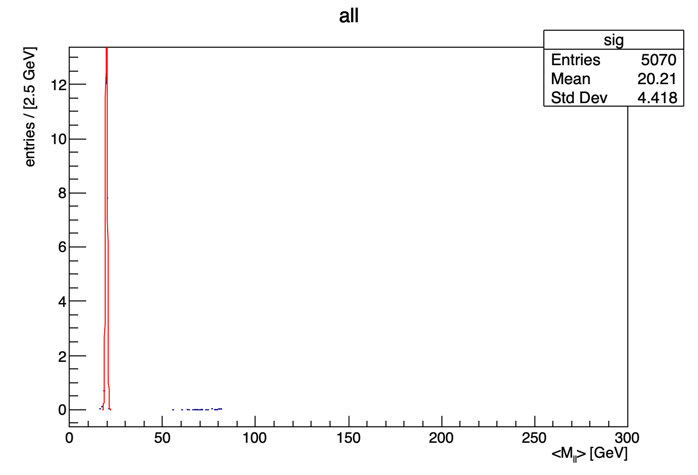 all
sig
Entries 5070
Mean 20.21
Std Dev 4.418
entries / [2.5 GeV]
12
10
8
6
4
2
0
0 50 100 150 200 250 300
<M_ll> [GeV]